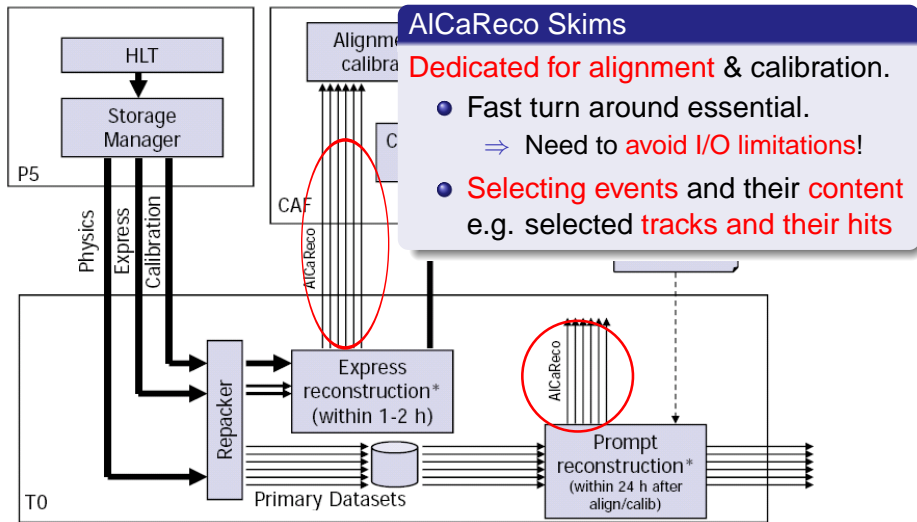 AlCaReco Skims
Dedicated for alignment & calibration.
Fast turn around essential.
⇒ Need to avoid I/O limitations!
Selecting events and their content
e.g. selected tracks and their hits
HLT
Storage
Manager
P5
Physics
Express
Calibration
calibra
CAF
AlCaReco
Repacker
Express
reconstruction*
(within 1-2 h)
Primary Datasets
T0
AlCaReco
Prompt
reconstruction*
(within 24 h after
align/calib)